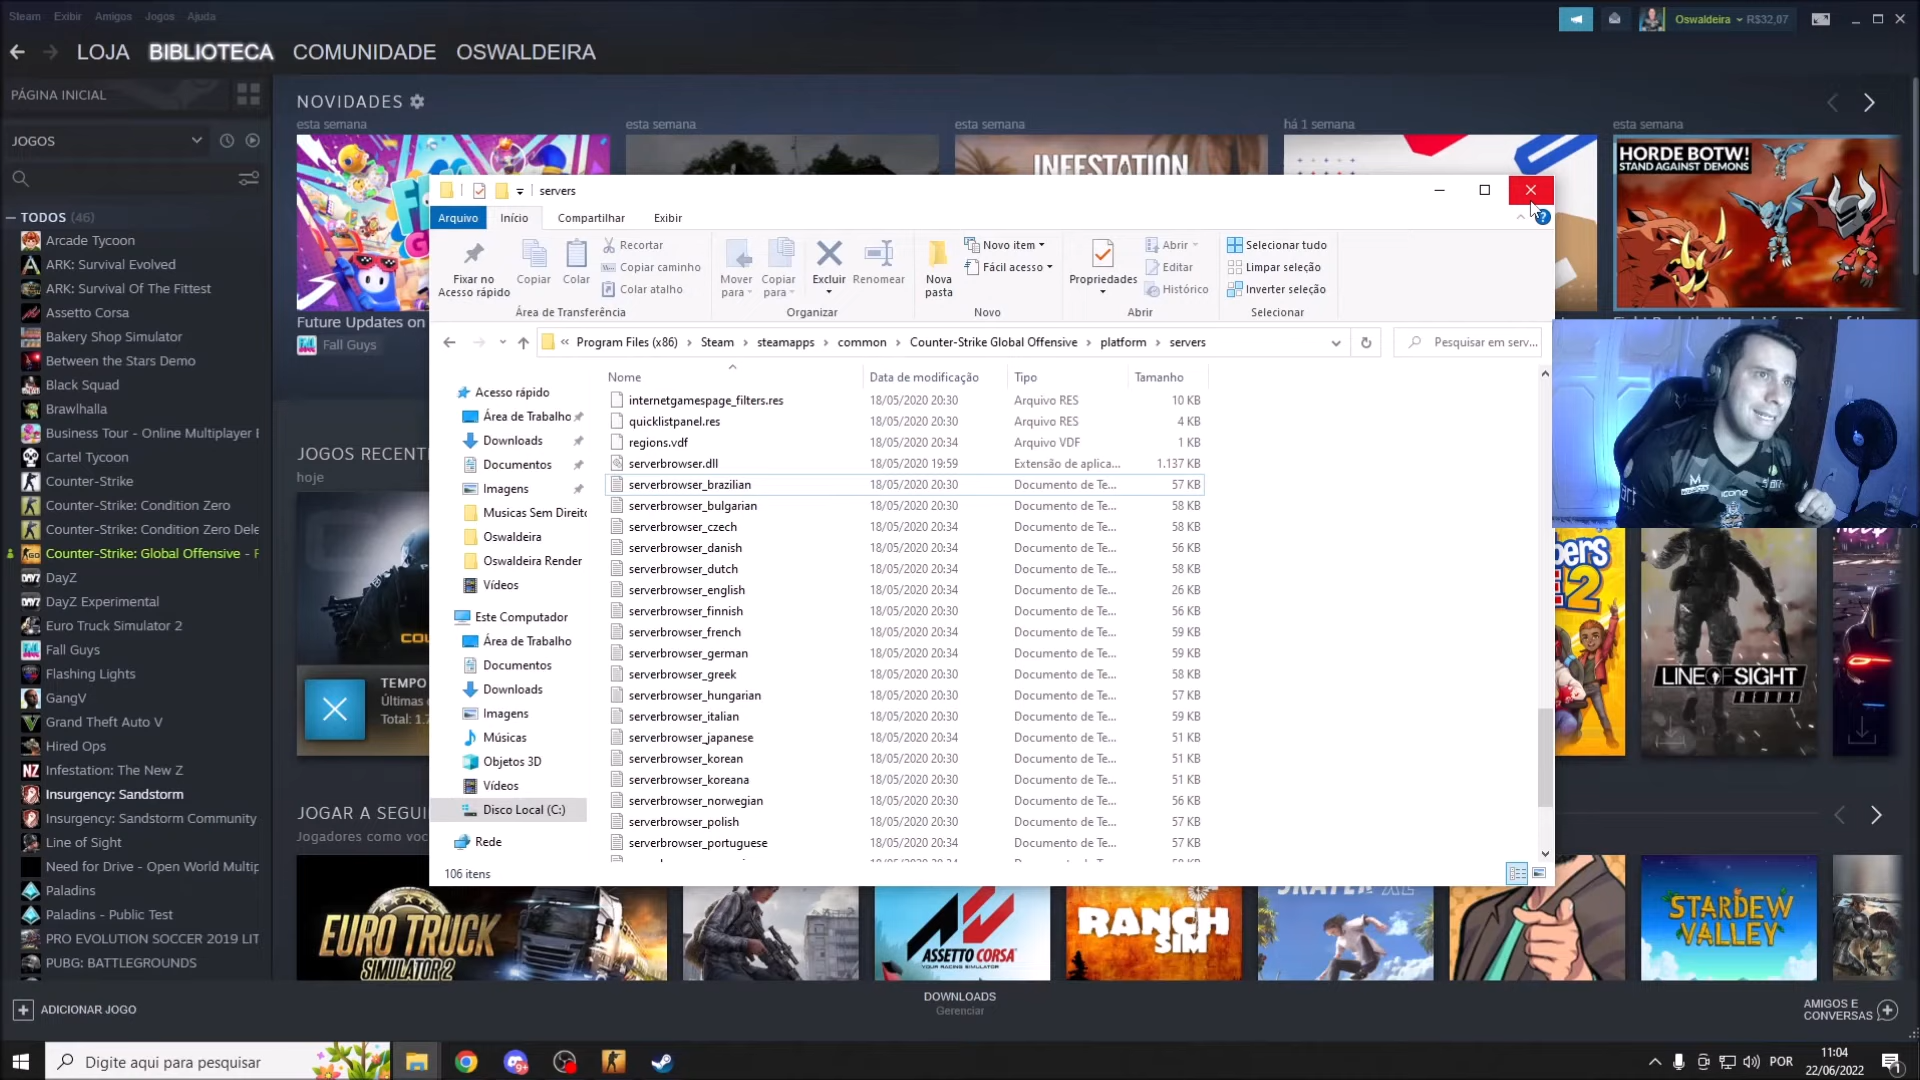 Steam Exibir Amigos Jogos Ajuda
Oswaldeira R$32,07
LOJA BIBLIOTECA COMUNIDADE OSWALDEIRA
PÁGINA INICIAL
JOGOS
TODOS (46)
Arcade Tycoon
ARK: Survival Evolved
ARK: Survival Of The Fittest
Assetto Corsa
Bakery Shop Simulator
Between the Stars Demo
Black Squad
Brawlhalla
Business Tour - Online Multiplayer E
Cartel Tycoon
Counter-Strike
Counter-Strike: Condition Zero
Counter-Strike: Condition Zero Dele
Counter-Strike: Global Offensive - F
DayZ
DayZ Experimental
Euro Truck Simulator 2
Fall Guys
Flashing Lights
GangV
Grand Theft Auto V
Hired Ops
Infestation: The New Z
Insurgency: Sandstorm
Insurgency: Sandstorm Community
Line of Sight
Need for Drive - Open World Multip
Paladins
Paladins - Public Test
PRO EVOLUTION SOCCER 2019 LIT
PUBG: BATTLEGROUNDS
ADICIONAR JOGO
NOVIDADES
esta semana
esta semana
esta semana
há 1 semana
esta semana
INFESTATION
HORDE BOTW!
STAND AGAINST DEMONS
Future Updates on
Fall Guys
JOGOS RECENT
hoje
TEMPO
Últimas
Total: 1.7
JOGAR A SEGUI
Jogadores como voc
servers
Arquivo Início Compartilhar Exibir
Fixar no
Acesso rápido
Copiar
Colar
Recortar
Copiar caminho
Colar atalho
Área de Transferência
Mover
para
Copiar
para
Excluir
Renomear
Organizar
Nova
pasta
Novo item
Fácil acesso
Novo
Propriedades
Abrir
Editar
Histórico
Abrir
Selecionar tudo
Limpar seleção
Inverter seleção
Selecionar
« Program Files (x86) › Steam › steamapps › common › Counter-Strike Global Offensive › platform › servers
Pesquisar em serv...
Acesso rápido
Área de Trabalho
Downloads
Documentos
Imagens
Musicas Sem Direito
Oswaldeira
Oswaldeira Render
Vídeos
Este Computador
Área de Trabalho
Documentos
Downloads
Imagens
Músicas
Objetos 3D
Vídeos
Disco Local (C:)
Rede
Nome Data de modificação Tipo Tamanho
internetgamespage_filters.res 18/05/2020 20:30 Arquivo RES 10 KB
quicklistpanel.res 18/05/2020 20:30 Arquivo RES 4 KB
regions.vdf 18/05/2020 20:34 Arquivo VDF 1 KB
serverbrowser.dll 18/05/2020 19:59 Extensão de aplica... 1.137 KB
serverbrowser_brazilian 18/05/2020 20:30 Documento de Te... 57 KB
serverbrowser_bulgarian 18/05/2020 20:30 Documento de Te... 58 KB
serverbrowser_czech 18/05/2020 20:34 Documento de Te... 58 KB
serverbrowser_danish 18/05/2020 20:34 Documento de Te... 56 KB
serverbrowser_dutch 18/05/2020 20:34 Documento de Te... 58 KB
serverbrowser_english 18/05/2020 20:34 Documento de Te... 26 KB
serverbrowser_finnish 18/05/2020 20:30 Documento de Te... 56 KB
serverbrowser_french 18/05/2020 20:34 Documento de Te... 59 KB
serverbrowser_german 18/05/2020 20:34 Documento de Te... 59 KB
serverbrowser_greek 18/05/2020 20:30 Documento de Te... 58 KB
serverbrowser_hungarian 18/05/2020 20:30 Documento de Te... 57 KB
serverbrowser_italian 18/05/2020 20:30 Documento de Te... 59 KB
serverbrowser_japanese 18/05/2020 20:34 Documento de Te... 51 KB
serverbrowser_korean 18/05/2020 20:30 Documento de Te... 51 KB
serverbrowser_koreana 18/05/2020 20:30 Documento de Te... 51 KB
serverbrowser_norwegian 18/05/2020 20:30 Documento de Te... 56 KB
serverbrowser_polish 18/05/2020 20:30 Documento de Te... 57 KB
serverbrowser_portuguese 18/05/2020 20:34 Documento de Te... 57 KB
106 itens
LINE OF SIGHT
EURO TRUCK
SIMULATOR 2
ASSETTO CORSA
YOUR RACING SIMULATOR
RANCH
SIM
STARDEW
VALLEY
DOWNLOADS
Gerenciar
AMIGOS E
CONVERSAS
Digite aqui para pesquisar
POR
11:04
22/06/2022